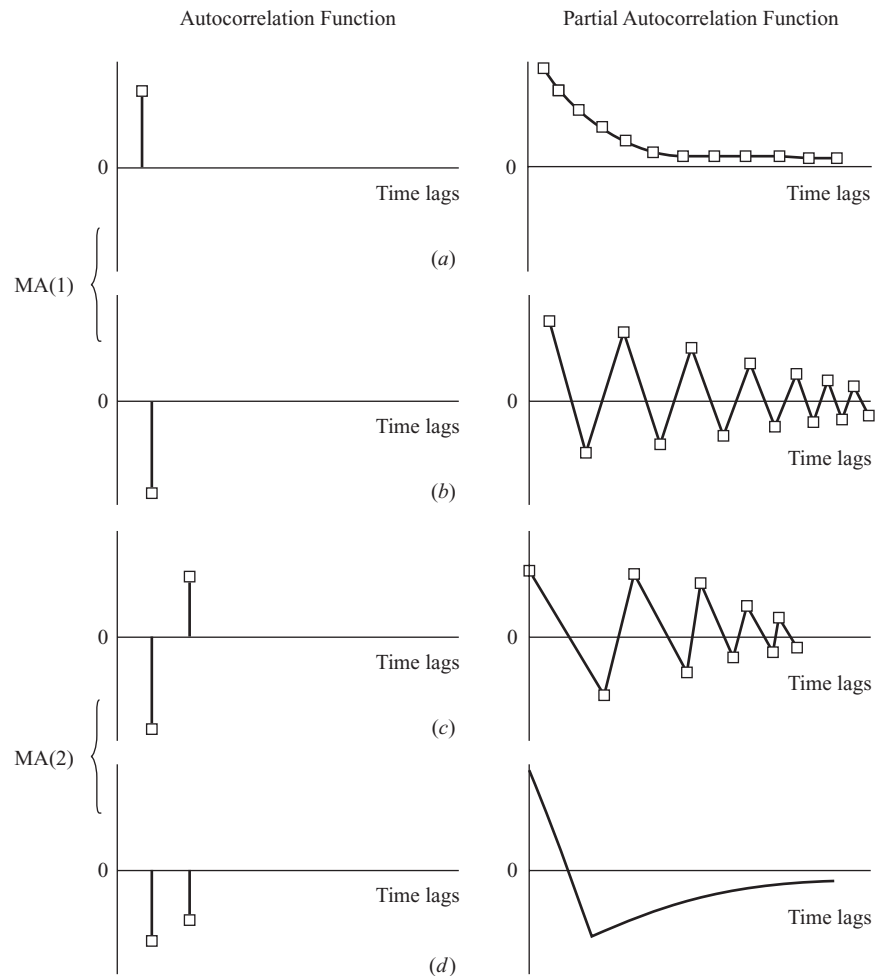 Autocorrelation Function
Partial Autocorrelation Function
0
Time lags
0
Time lags
(a)
MA(1)
0
Time lags
0
Time lags
(b)
0
Time lags
0
Time lags
(c)
MA(2)
0
Time lags
0
Time lags
(d)